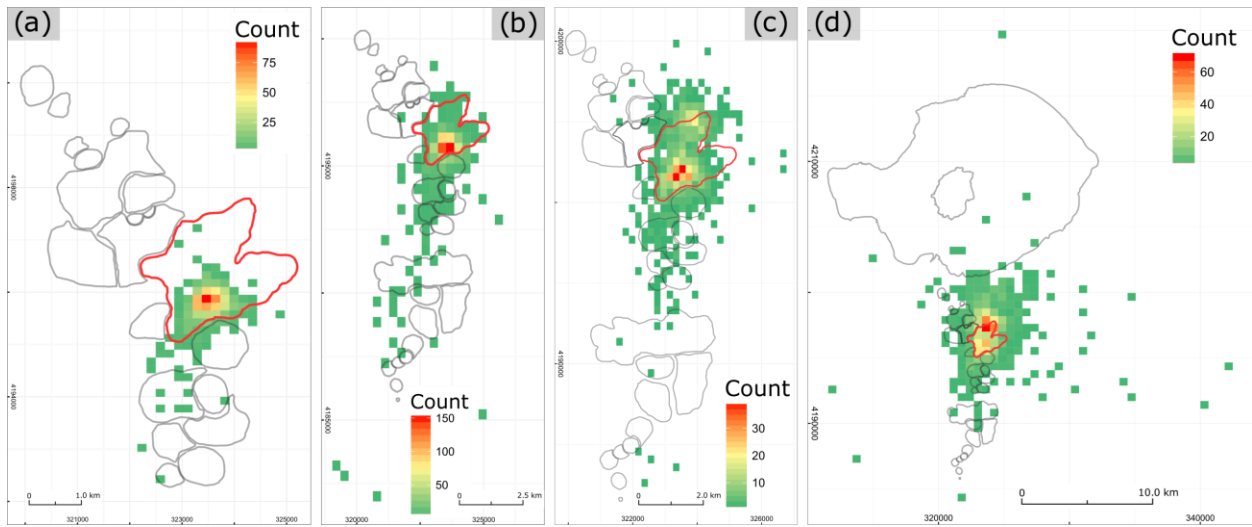 (a)
Count
75
50
25
4198000
4194000
0 1.0 km
321000 323000 325000
(b)
4195000
4185000
Count
150
100
50
0 2.5 km
320000 325000
(c)
4200000
4190000
Count
30
20
10
0 2.0 km
322000 326000
(d)
Count
60
40
20
4210000
4190000
0 10.0 km
320000 340000